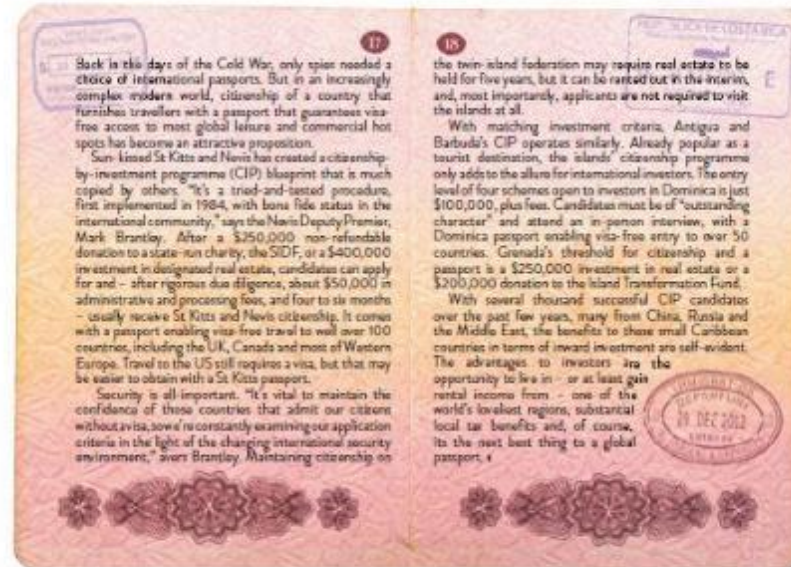 17
Back in the days of the Cold War, only spies needed a
choice of international passports. But in an increasingly
complex modern world, citizenship of a country that
furnishes travellers with a passport that guarantees visa-
free access to most global leisure and commercial hot
spots has become an attractive proposition.
Sun-kissed St Kitts and Nevis has created a citizenship-
by-investment programme (CIP) blueprint that is much
copied by others. "It's a tried-and-tested procedure,
first implemented in 1984, with bona fide status in the
international community," says the Nevis Deputy Premier,
Mark Brantley. After a $250,000 non-refundable
donation to a state-run charity, the SIDF, or a $400,000
investment in designated real estate, candidates can apply
for and – after rigorous due diligence, about $50,000 in
administrative and processing fees, and four to six months
– usually receive St Kitts and Nevis citizenship. It comes
with a passport enabling visa-free travel to well over 100
countries, including the UK, Canada and most of Western
Europe. Travel to the US still requires a visa, but that may
be easier to obtain with a St Kitts passport.
Security is all-important. "It's vital to maintain the
confidence of those countries that admit our citizens
without a visa, so we're constantly examining our application
criteria in the light of the changing international security
environment," avers Brantley. Maintaining citizenship on
18
the twin-island federation may require real estate to be
held for five years, but it can be rented out in the interim,
and, most importantly, applicants are not required to visit
the islands at all.
With matching investment criteria, Antigua and
Barbuda's CIP operates similarly. Already popular as a
tourist destination, the islands' citizenship programme
only adds to the allure for international investors. The entry
level of four schemes open to investors in Dominica is just
$100,000, plus fees. Candidates must be of "outstanding
character" and attend an in-person interview, with a
Dominica passport enabling visa-free entry to over 50
countries. Grenada's threshold for citizenship and a
passport is a $250,000 investment in real estate or a
$200,000 donation to the Island Transformation Fund.
With several thousand successful CIP candidates
over the past few years, many from China, Russia and
the Middle East, the benefits to these small Caribbean
countries in terms of inward investment are self-evident.
The advantages to investors are the
opportunity to live in – or at least gain
rental income from – one of the
world's loveliest regions, substantial
local tax benefits and, of course,
its the next best thing to a global
passport.
DEC 2012